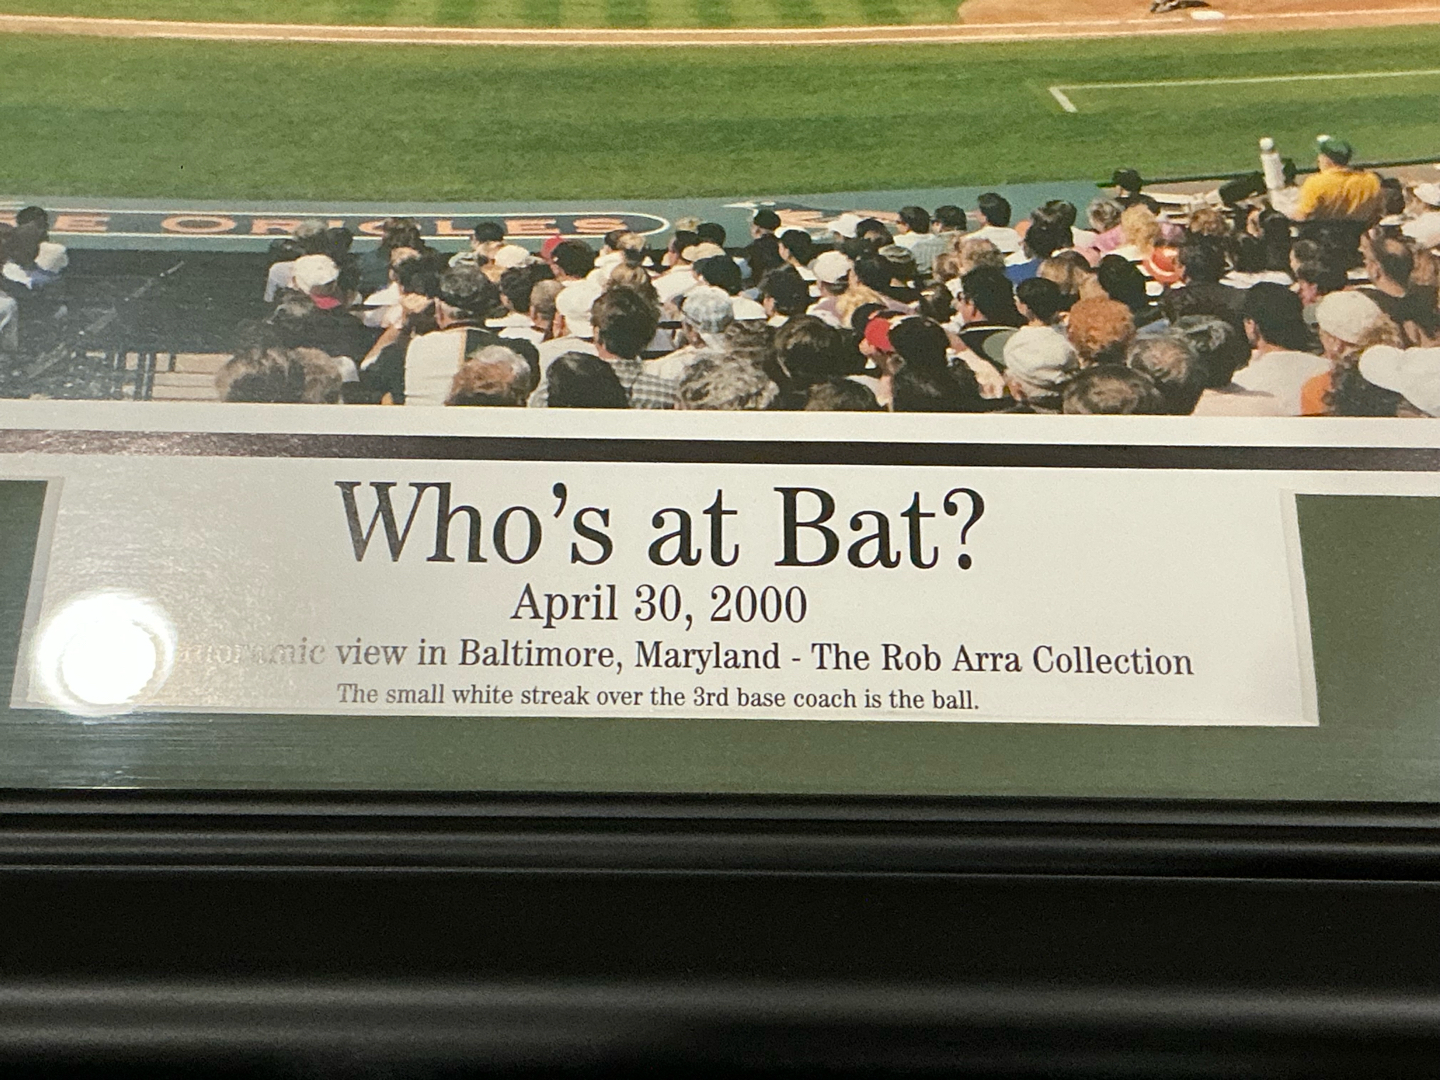 E ORIOLES
Who's at Bat?
April 30, 2000
view in Baltimore, Maryland - The Rob Arra Collection
The small white streak over the 3rd base coach is the ball.